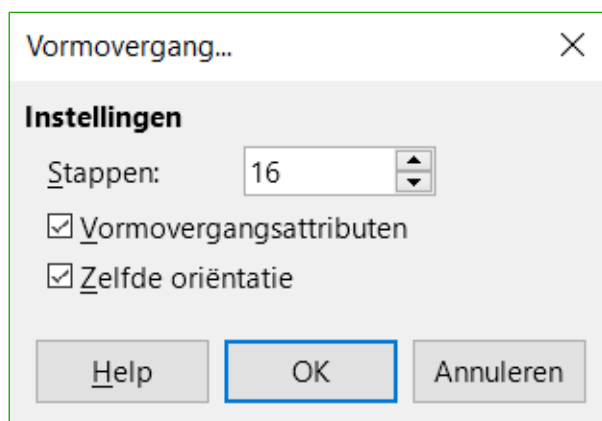 Vormovergang...
Instellingen
Stappen: 16
Vormovergangsattributen
Zelfde oriëntatie
Help OK Annuleren